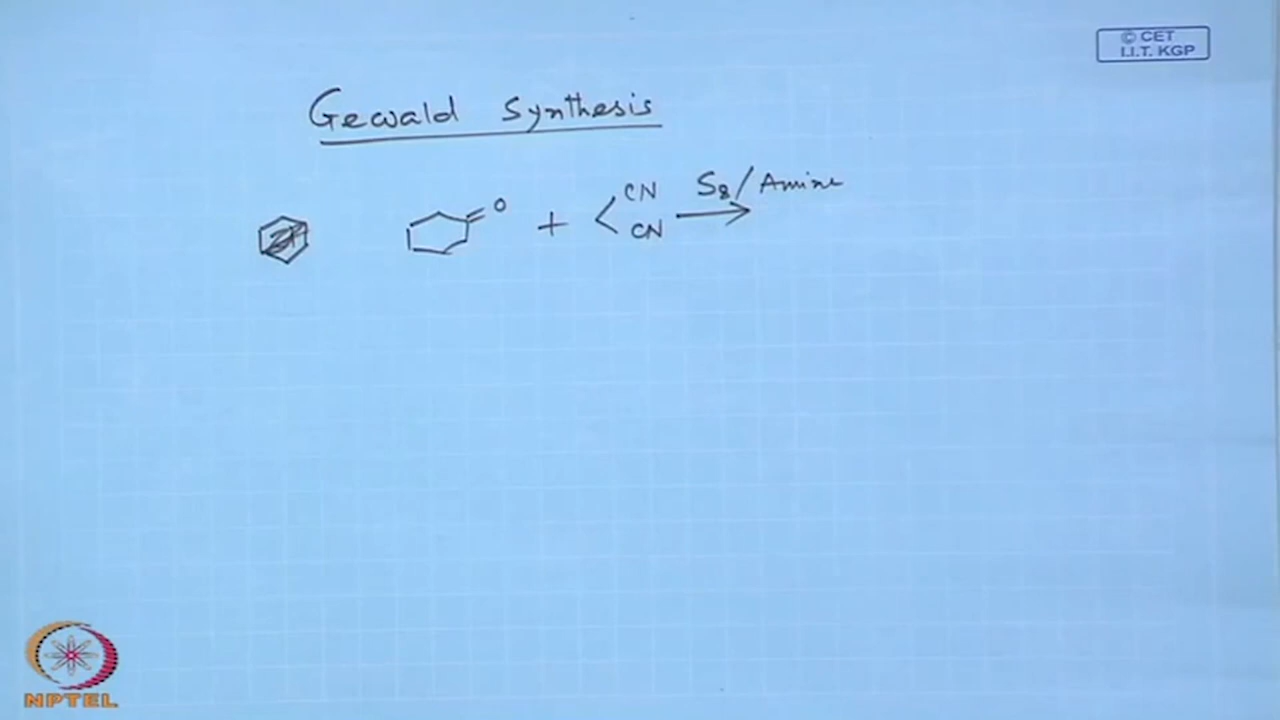 © CET
I.I.T. KGP
Gewald Synthesis
S8/Amine
O + CN
CN
NPTEL